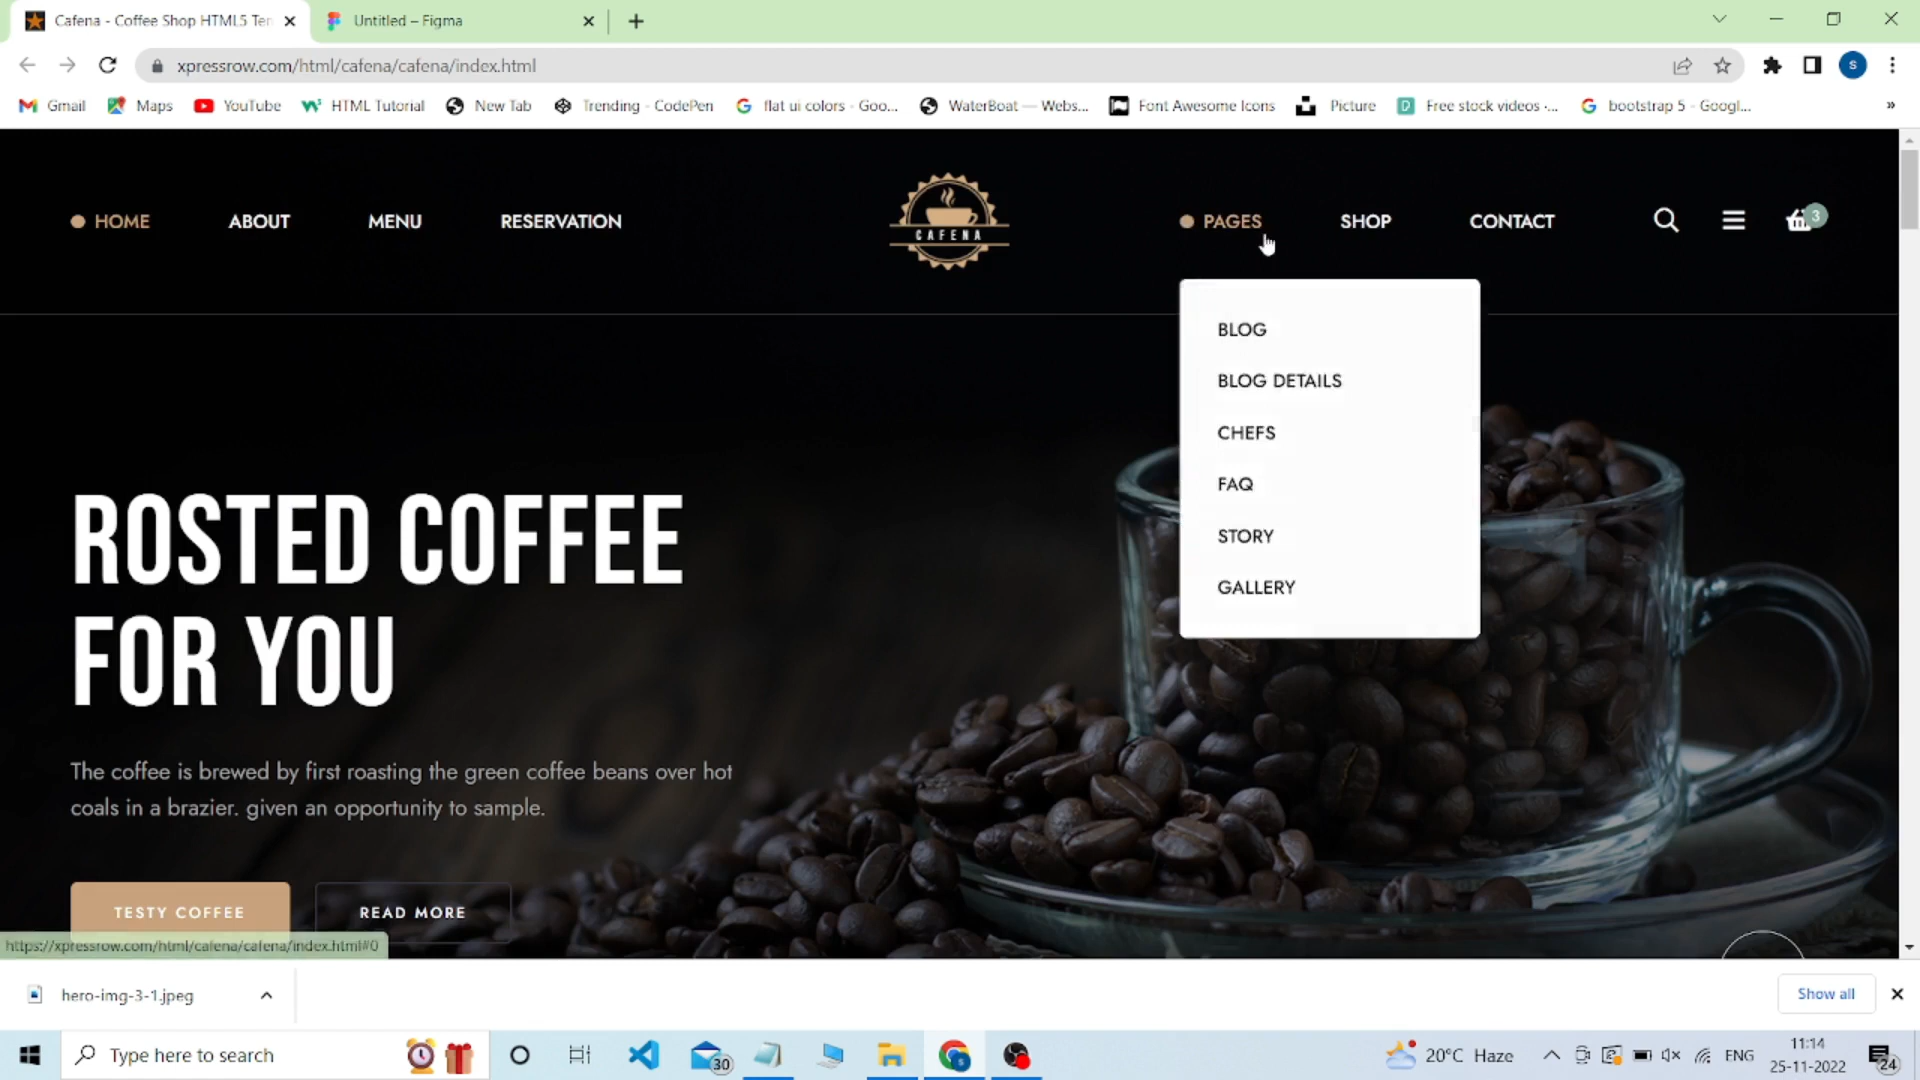 Cafena - Coffee Shop HTML5 Ten
Untitled – Figma
xpressrow.com/html/cafena/cafena/index.html
S
Gmail
Maps
YouTube
HTML Tutorial
New Tab
Trending - CodePen
flat ui colors - Goo...
WaterBoat — Webs...
Font Awesome Icons
Picture
Free stock videos -...
bootstrap 5 - Googl...
HOME
ABOUT
MENU
RESERVATION
CAFENA
PAGES
SHOP
CONTACT
3
BLOG
BLOG DETAILS
CHEFS
FAQ
STORY
GALLERY
ROSTED COFFEE
FOR YOU
The coffee is brewed by first roasting the green coffee beans over hot
coals in a brazier. given an opportunity to sample.
TESTY COFFEE
READ MORE
https://xpressrow.com/html/cafena/cafena/index.html#0
hero-img-3-1.jpeg
Show all
Type here to search
30
20°C Haze
ENG
11:14
25-11-2022
24